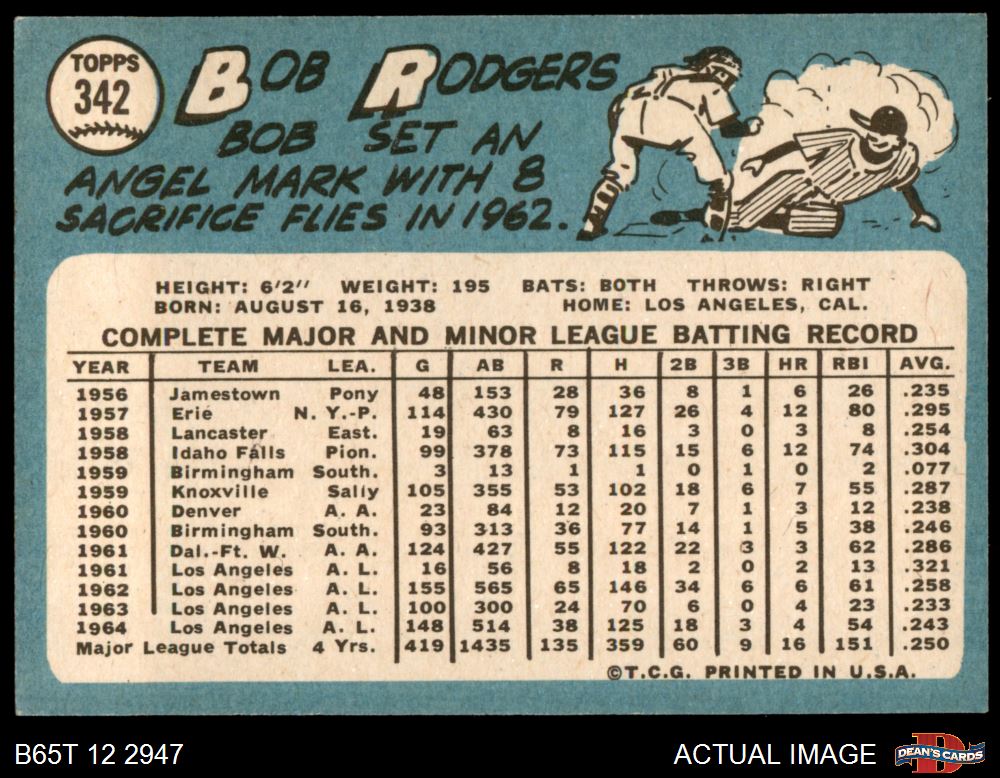 TOPPS
342
BOB RODGERS
BOB SET AN
ANGEL MARK WITH 8
SACRIFICE FLIES IN 1962.
HEIGHT: 6'2" WEIGHT: 195 BATS: BOTH THROWS: RIGHT
BORN: AUGUST 16, 1938 HOME: LOS ANGELES, CAL.
COMPLETE MAJOR AND MINOR LEAGUE BATTING RECORD
YEAR TEAM LEA. G AB R H 2B 3B HR RBI AVG.
1956 Jamestown Pony 48 153 28 36 8 1 6 26 .235
1957 Erie N. Y.-P. 114 430 79 127 26 4 12 80 .295
1958 Lancaster East. 19 63 8 16 3 0 3 8 .254
1958 Idaho Falls Pion. 99 378 73 115 15 6 12 74 .304
1959 Birmingham South. 3 13 1 1 0 1 0 2 .077
1959 Knoxville Sally 105 355 53 102 18 6 7 55 .287
1960 Denver A. A. 23 84 12 20 7 1 3 12 .238
1960 Birmingham South. 93 313 36 77 14 1 5 38 .246
1961 Dal.-Ft. W. A. A. 124 427 55 122 22 3 3 62 .286
1961 Los Angeles A. L. 16 56 8 18 2 0 2 13 .321
1962 Los Angeles A. L. 155 565 65 146 34 6 6 61 .258
1963 Los Angeles A. L. 100 300 24 70 6 0 4 23 .233
1964 Los Angeles A. L. 148 514 38 125 18 3 4 54 .243
Major League Totals 4 Yrs. 419 1435 135 359 60 9 16 151 .250
©T.C.G. PRINTED IN U.S.A.
B65T 12 2947 ACTUAL IMAGE DEAN'S CARDS